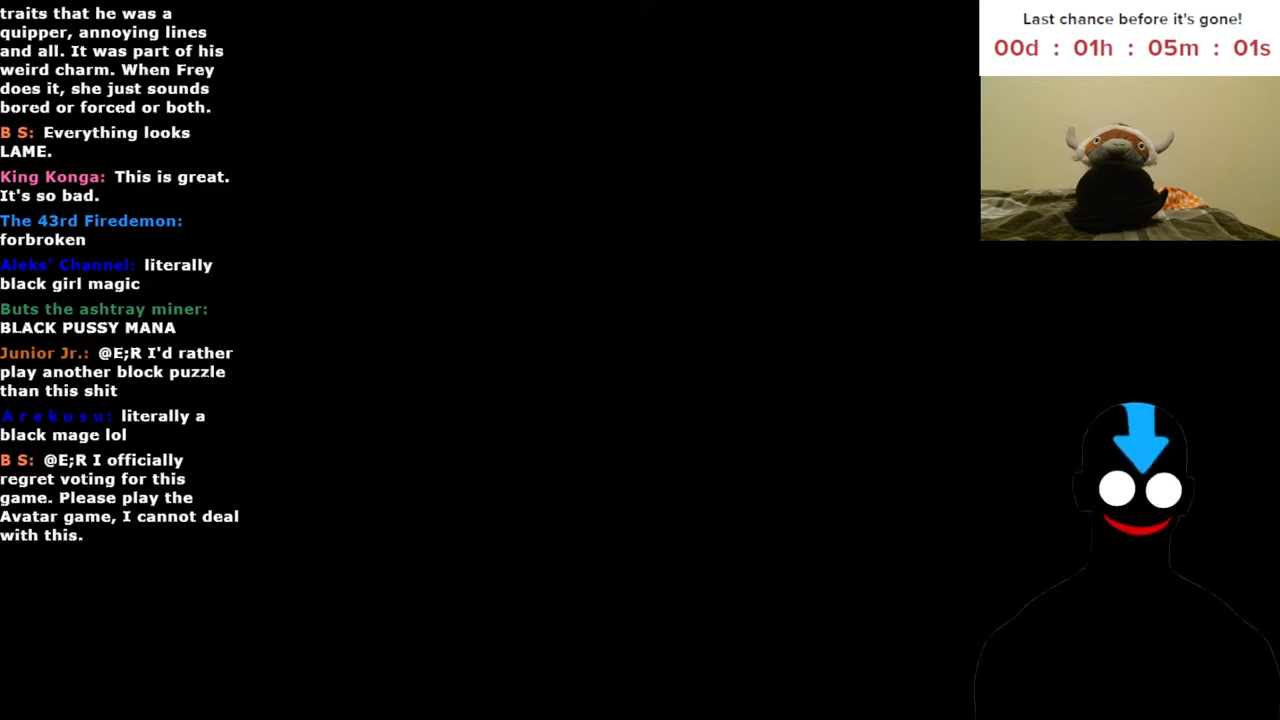 traits that he was a
quipper, annoying lines
and all. It was part of his
weird charm. When Frey
does it, she just sounds
bored or forced or both.
B S: Everything looks
LAME.
King Konga: This is great.
It's so bad.
The 43rd Firedemon:
forbroken
Aleks' Channel: literally
black girl magic
Buts the ashtray miner:
BLACK PUSSY MANA
Junior Jr.: @E;R I'd rather
play another block puzzle
than this shit
A r e k u s u: literally a
black mage lol
B S: @E;R I officially
regret voting for this
game. Please play the
Avatar game, I cannot deal
with this.
Last chance before it's gone!
00d : 01h : 05m : 01s